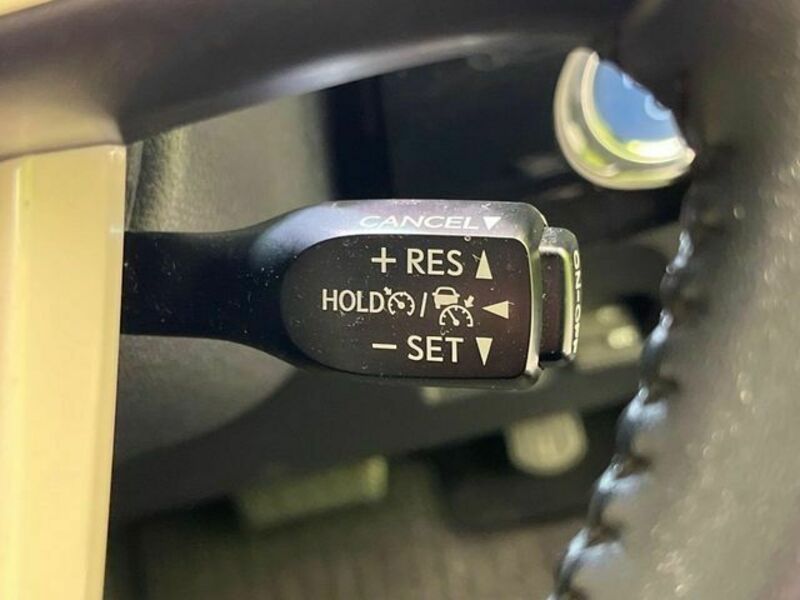 CANCEL▼
+ RES ▲
HOLD / ◀
− SET ▼
ON-OFF